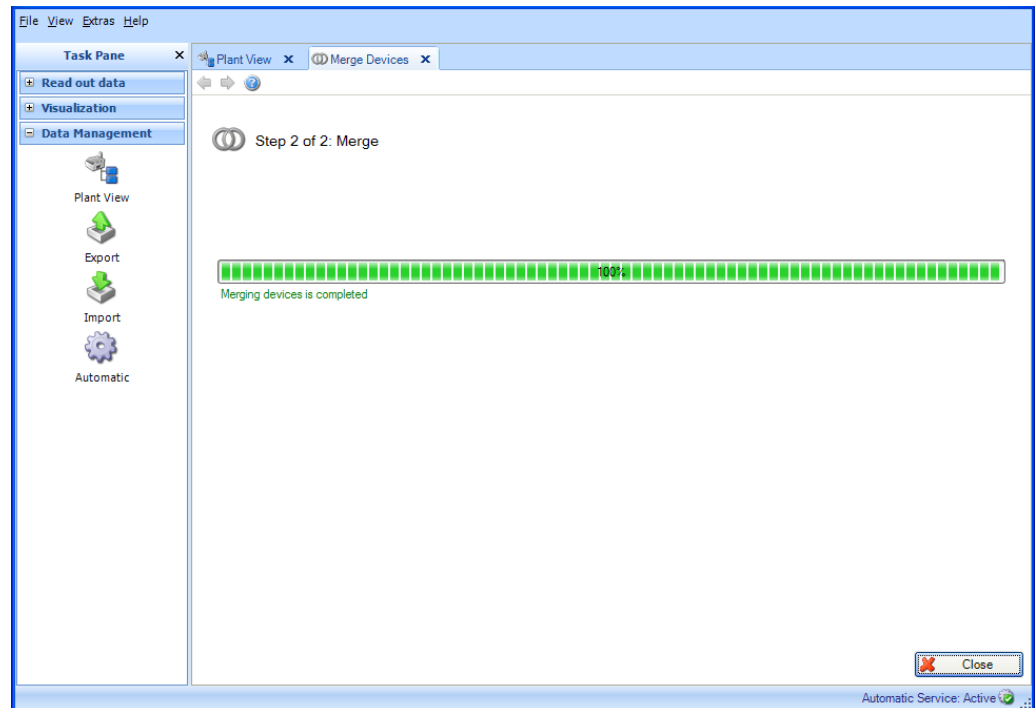 File View Extras Help
Task Pane
Plant View
Merge Devices
Read out data
Visualization
Data Management
Plant View
Export
Import
Automatic
Step 2 of 2: Merge
100%
Merging devices is completed
Close
Automatic Service: Active